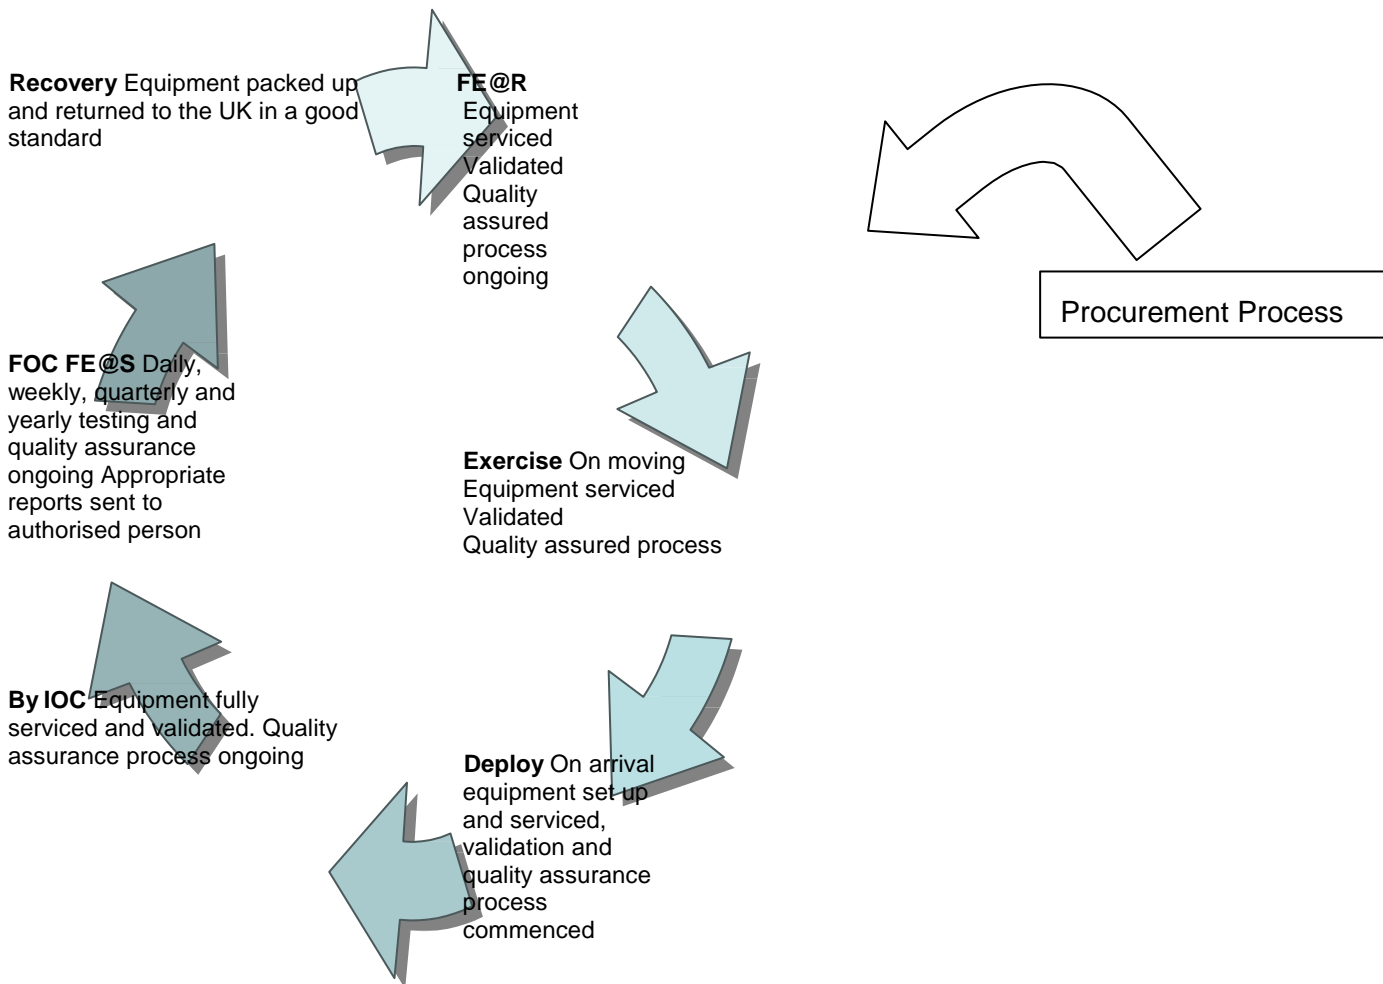 Recovery Equipment packed up
and returned to the UK in a good
standard
FE@R
Equipment
serviced
Validated
Quality
assured
process
ongoing
Procurement Process
Exercise On moving
Equipment serviced
Validated
Quality assured process
Deploy On arrival
equipment set up
and serviced,
validation and
quality assurance
process
commenced
By IOC Equipment fully
serviced and validated. Quality
assurance process ongoing
FOC FE@S Daily,
weekly, quarterly and
yearly testing and
quality assurance
ongoing Appropriate
reports sent to
authorised person